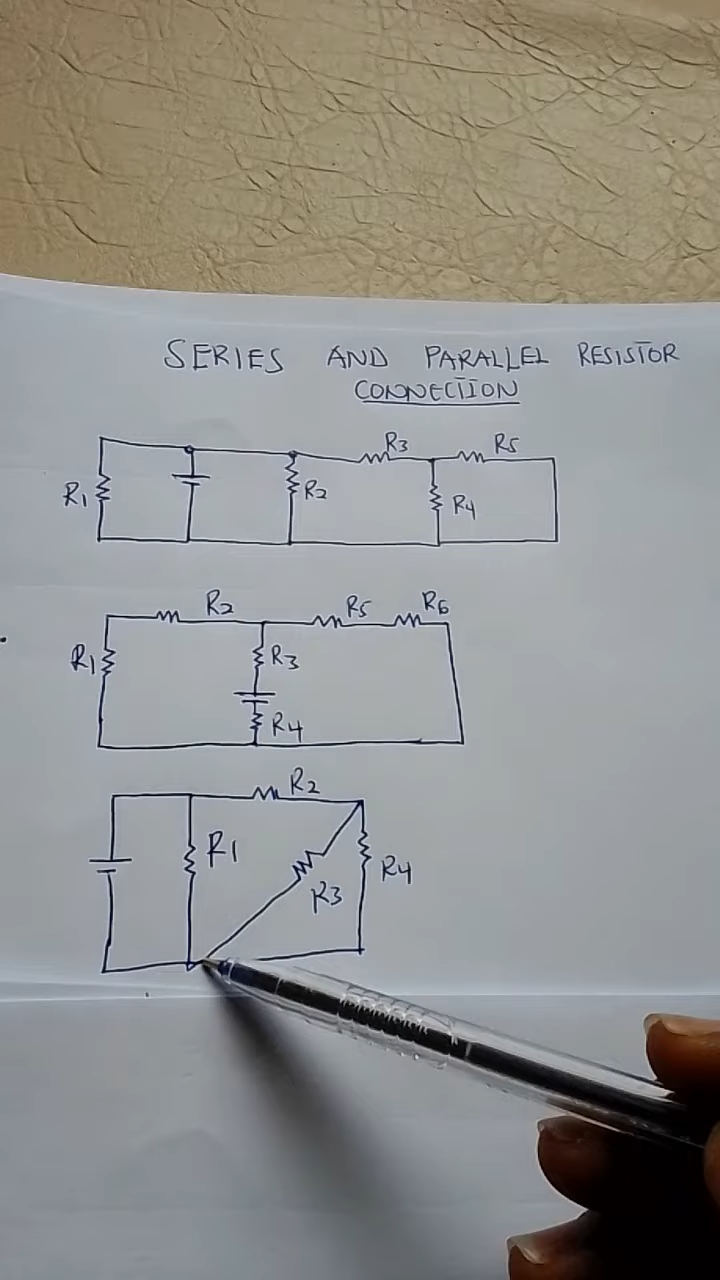 SERIES AND PARALLEL RESISTOR
CONNECTION
R3 R5
R1 R2 R4
R2 R5 R6
R1 R3
R4
R2
R1 R4
R3